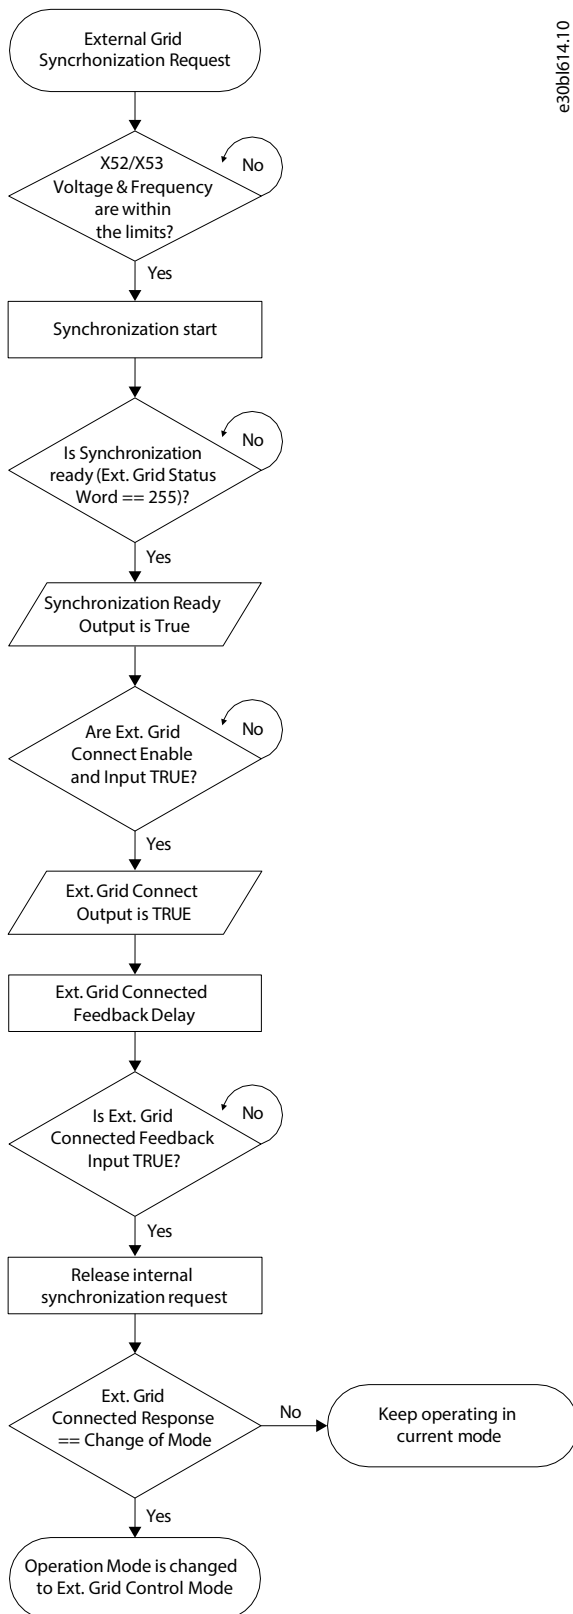 External Grid
Syncrhonization Request
e30bl614.10
X52/X53
Voltage & Frequency
are within
the limits?
No
Yes
Synchronization start
Is Synchronization
ready (Ext. Grid Status
Word == 255)?
No
Yes
Synchronization Ready
Output is True
Are Ext. Grid
Connect Enable
and Input TRUE?
No
Yes
Ext. Grid Connect
Output is TRUE
Ext. Grid Connected
Feedback Delay
Is Ext. Grid
Connected Feedback
Input TRUE?
No
Yes
Release internal
synchronization request
Ext. Grid
Connected Response
== Change of Mode
No
Keep operating in
current mode
Yes
Operation Mode is changed
to Ext. Grid Control Mode